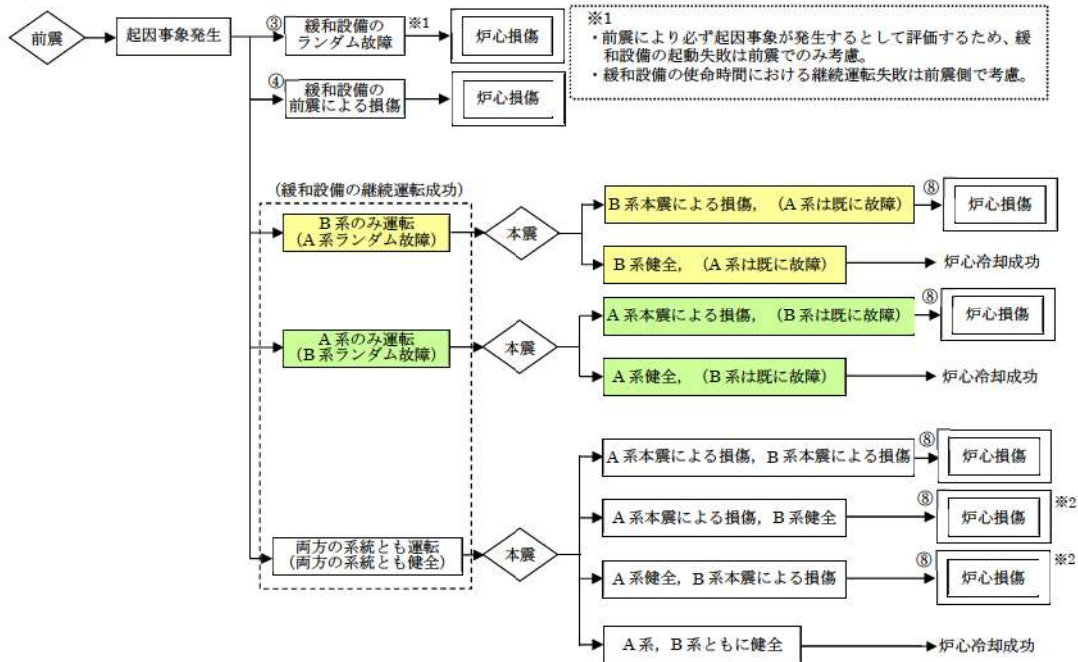 前震
起因事象発生
③
緩和設備の
ランダム故障
※1
炉心損傷
※1
・前震により必ず起因事象が発生するとして評価するため、緩
和設備の起動失敗は前震でのみ考慮。
・緩和設備の使命時間における継続運転失敗は前震側で考慮。
④
緩和設備の
前震による損傷
炉心損傷
(緩和設備の継続運転成功)
B系のみ運転
(A系ランダム故障)
本震
B系本震による損傷, (A系は既に故障)
⑧
炉心損傷
B系健全, (A系は既に故障)
炉心冷却成功
A系のみ運転
(B系ランダム故障)
本震
A系本震による損傷, (B系は既に故障)
⑧
炉心損傷
A系健全, (B系は既に故障)
炉心冷却成功
両方の系統とも運転
(両方の系統とも健全)
本震
A系本震による損傷, B系本震による損傷
⑧
炉心損傷
A系本震による損傷, B系健全
⑧
炉心損傷
※2
A系健全, B系本震による損傷
⑧
炉心損傷
※2
A系, B系ともに健全
炉心冷却成功